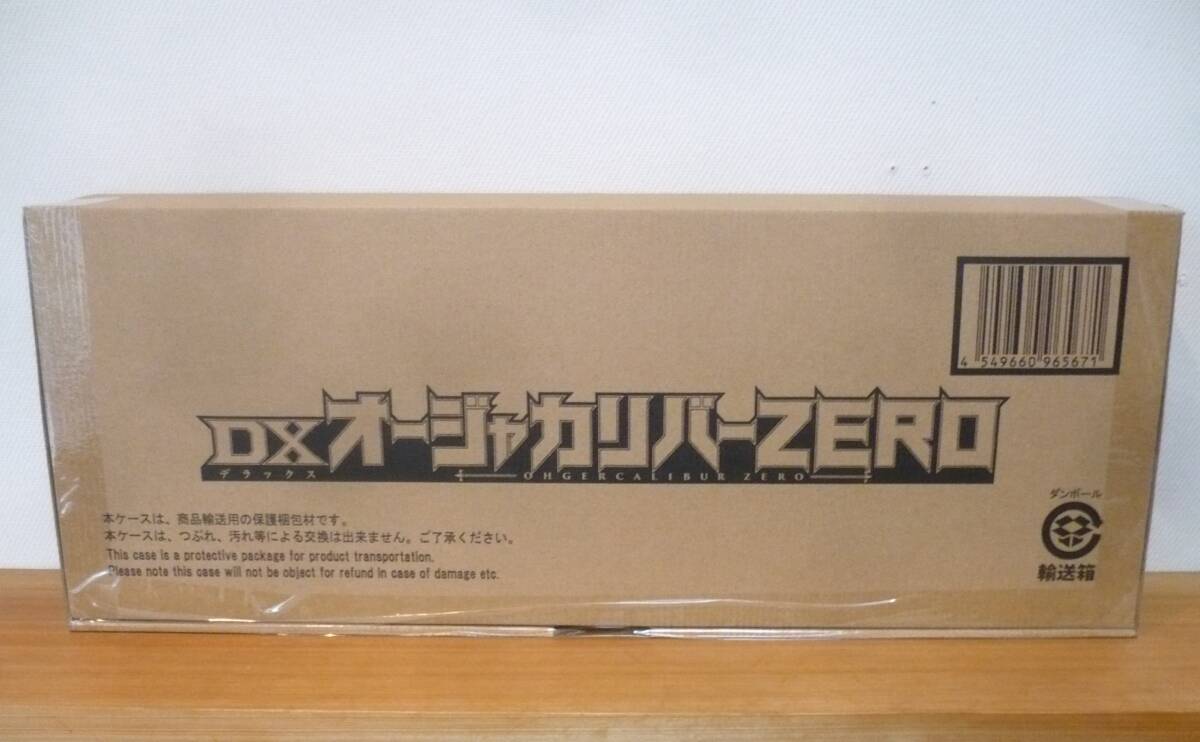 4 549660 965671
DXオージャカリバーZERO
デラックス
OHGERCALIBUR ZERO
本ケースは、商品輸送用の保護梱包材です。
本ケースは、つぶれ、汚れ等による交換は出来ません。ご了承ください。
This case is a protective package for product transportation.
Please note this case will not be object for refund in case of damage etc.
ダンボール
輸送箱